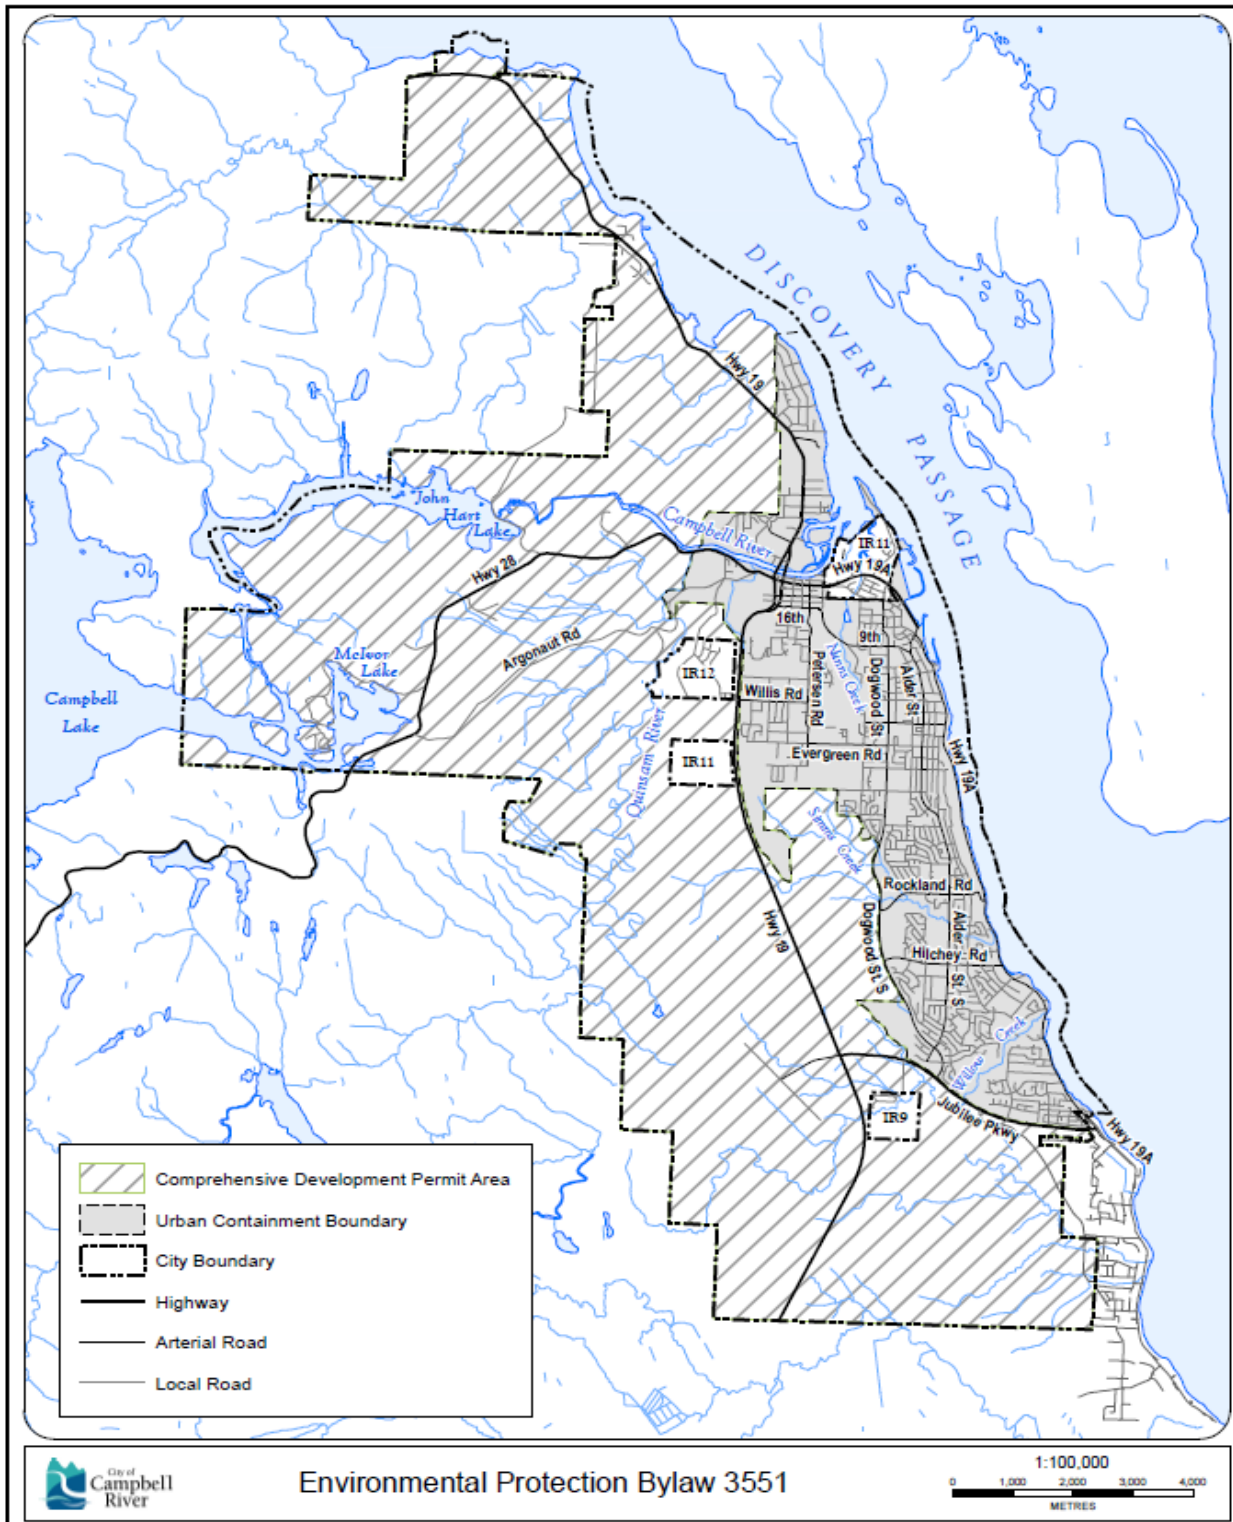 DISCOVERY PASSAGE
Hwy 19
John
Hart
Lake
Campbell River
IR11
Hwy 19A
Hwy 28
16th
9th
Argonaut Rd
McIvor
Lake
IR12
Nunns Creek
Peterson Rd
Dogwood St
Alder St
Willis Rd
Campbell
Lake
Quinsam River
IR11
Evergreen Rd
Hwy 19A
Simms Creek
Rockland Rd
Hwy 19
Dogwood St. S
Alder St. S
Hilchey Rd
Willow Creek
IR9
Jubilee Pkwy
Hwy 19A
Comprehensive Development Permit Area
Urban Containment Boundary
City Boundary
Highway
Arterial Road
Local Road
City of
Campbell
River
Environmental Protection Bylaw 3551
1:100,000
0 1,000 2,000 3,000 4,000
METRES